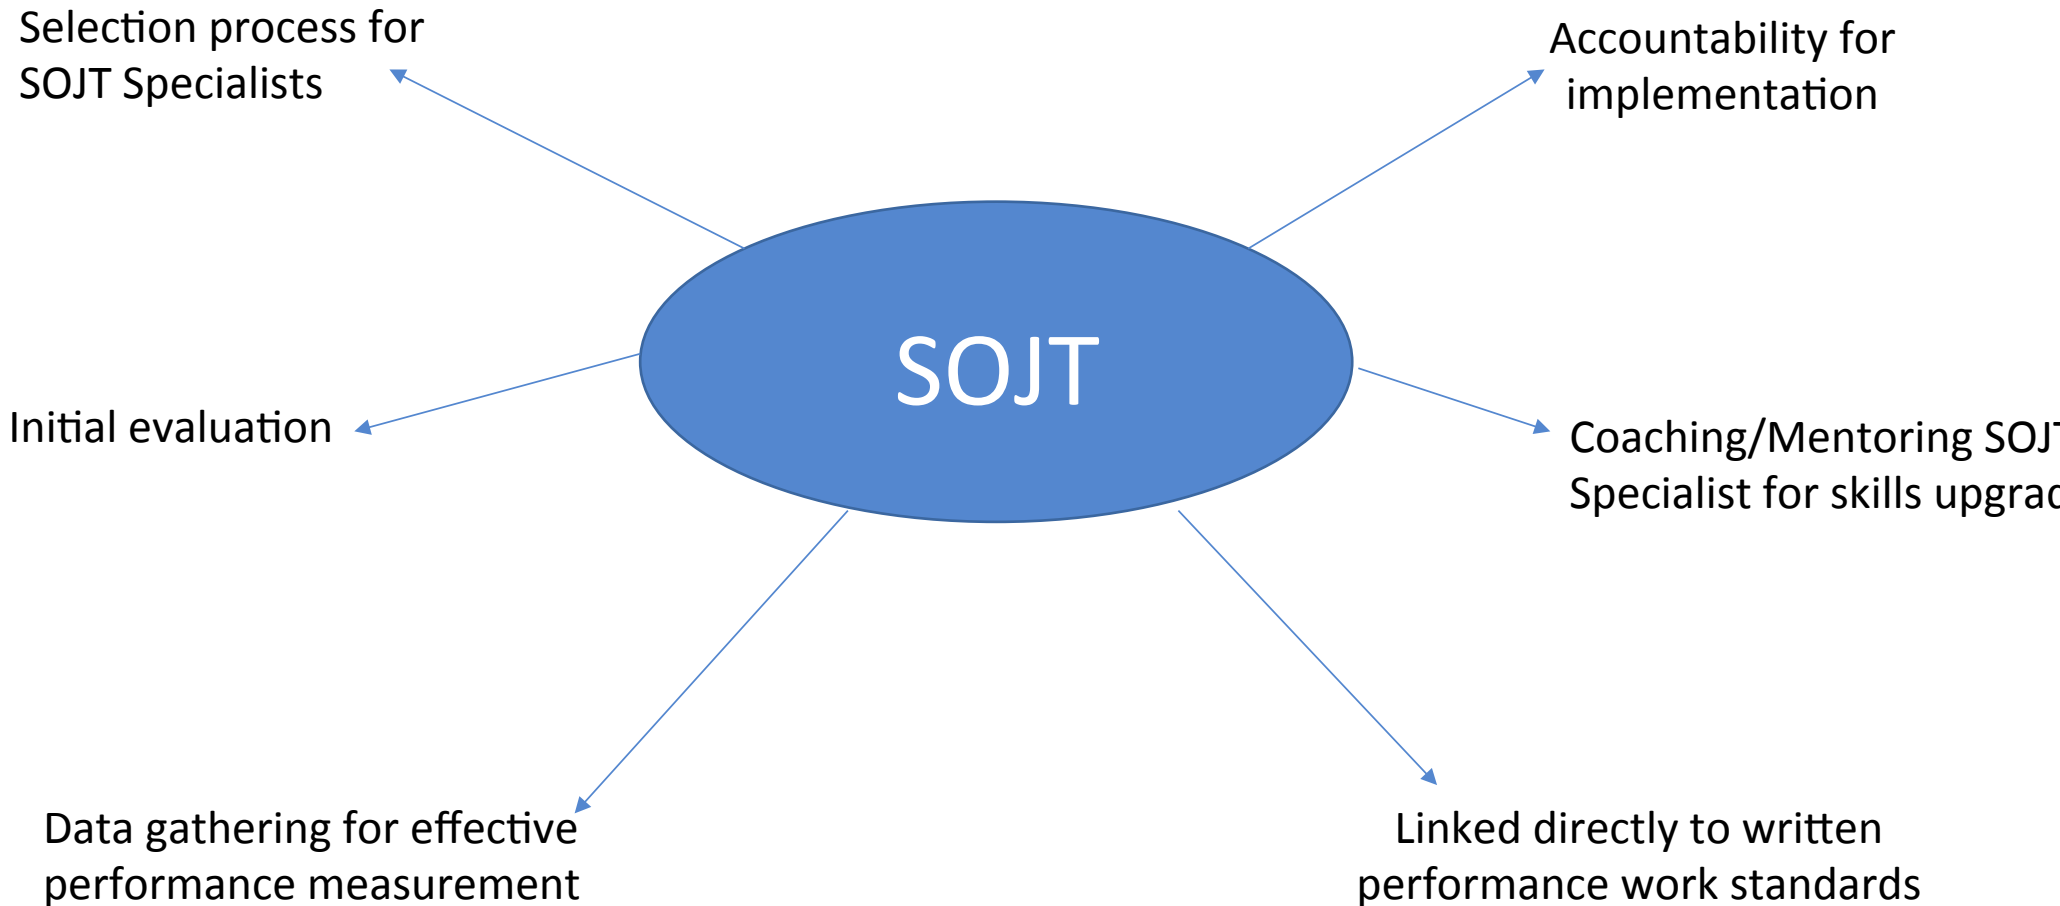 Selection process for
SOJT Specialists
Accountability for
implementation
SOJT
Initial evaluation
Coaching/Mentoring SOJT
Specialist for skills
Data gathering for effective
performance measurement
Linked directly to written
performance work standards